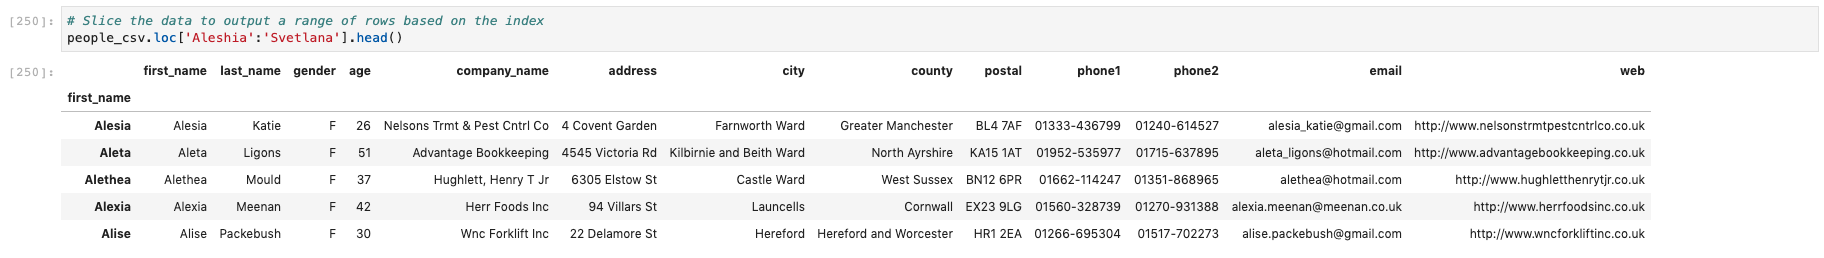 [250]: # Slice the data to output a range of rows based on the index
people_csv.loc['Aleshia':'Svetlana'].head()
[250]: first_name last_name gender age company_name address city county postal phone1 phone2 email web
first_name
Alesia Alesia Katie F 26 Nelsons Trmt & Pest Cntrl Co 4 Covent Garden Farnworth Ward Greater Manchester BL4 7AF 01333-436799 01240-614527 alesia_katie@gmail.com http://www.nelsonstrmtpestcntrlco.co.uk
Aleta Aleta Ligons F 51 Advantage Bookkeeping 4545 Victoria Rd Kilbirnie and Beith Ward North Ayrshire KA15 1AT 01952-535977 01715-637895 aleta_ligons@hotmail.com http://www.advantagebookkeeping.co.uk
Alethea Alethea Mould F 37 Hughlett, Henry T Jr 6305 Elstow St Castle Ward West Sussex BN12 6PR 01662-114247 01351-868965 alethea@hotmail.com http://www.hughletthenrytjr.co.uk
Alexia Alexia Meenan F 42 Herr Foods Inc 94 Villars St Launcells Cornwall EX23 9LG 01560-328739 01270-931388 alexia.meenan@meenan.co.uk http://www.herrfoodsinc.co.uk
Alise Alise Packebush F 30 Wnc Forklift Inc 22 Delamore St Hereford Hereford and Worcester HR1 2EA 01266-695304 01517-702273 alise.packebush@gmail.com http://www.wncforkliftinc.co.uk